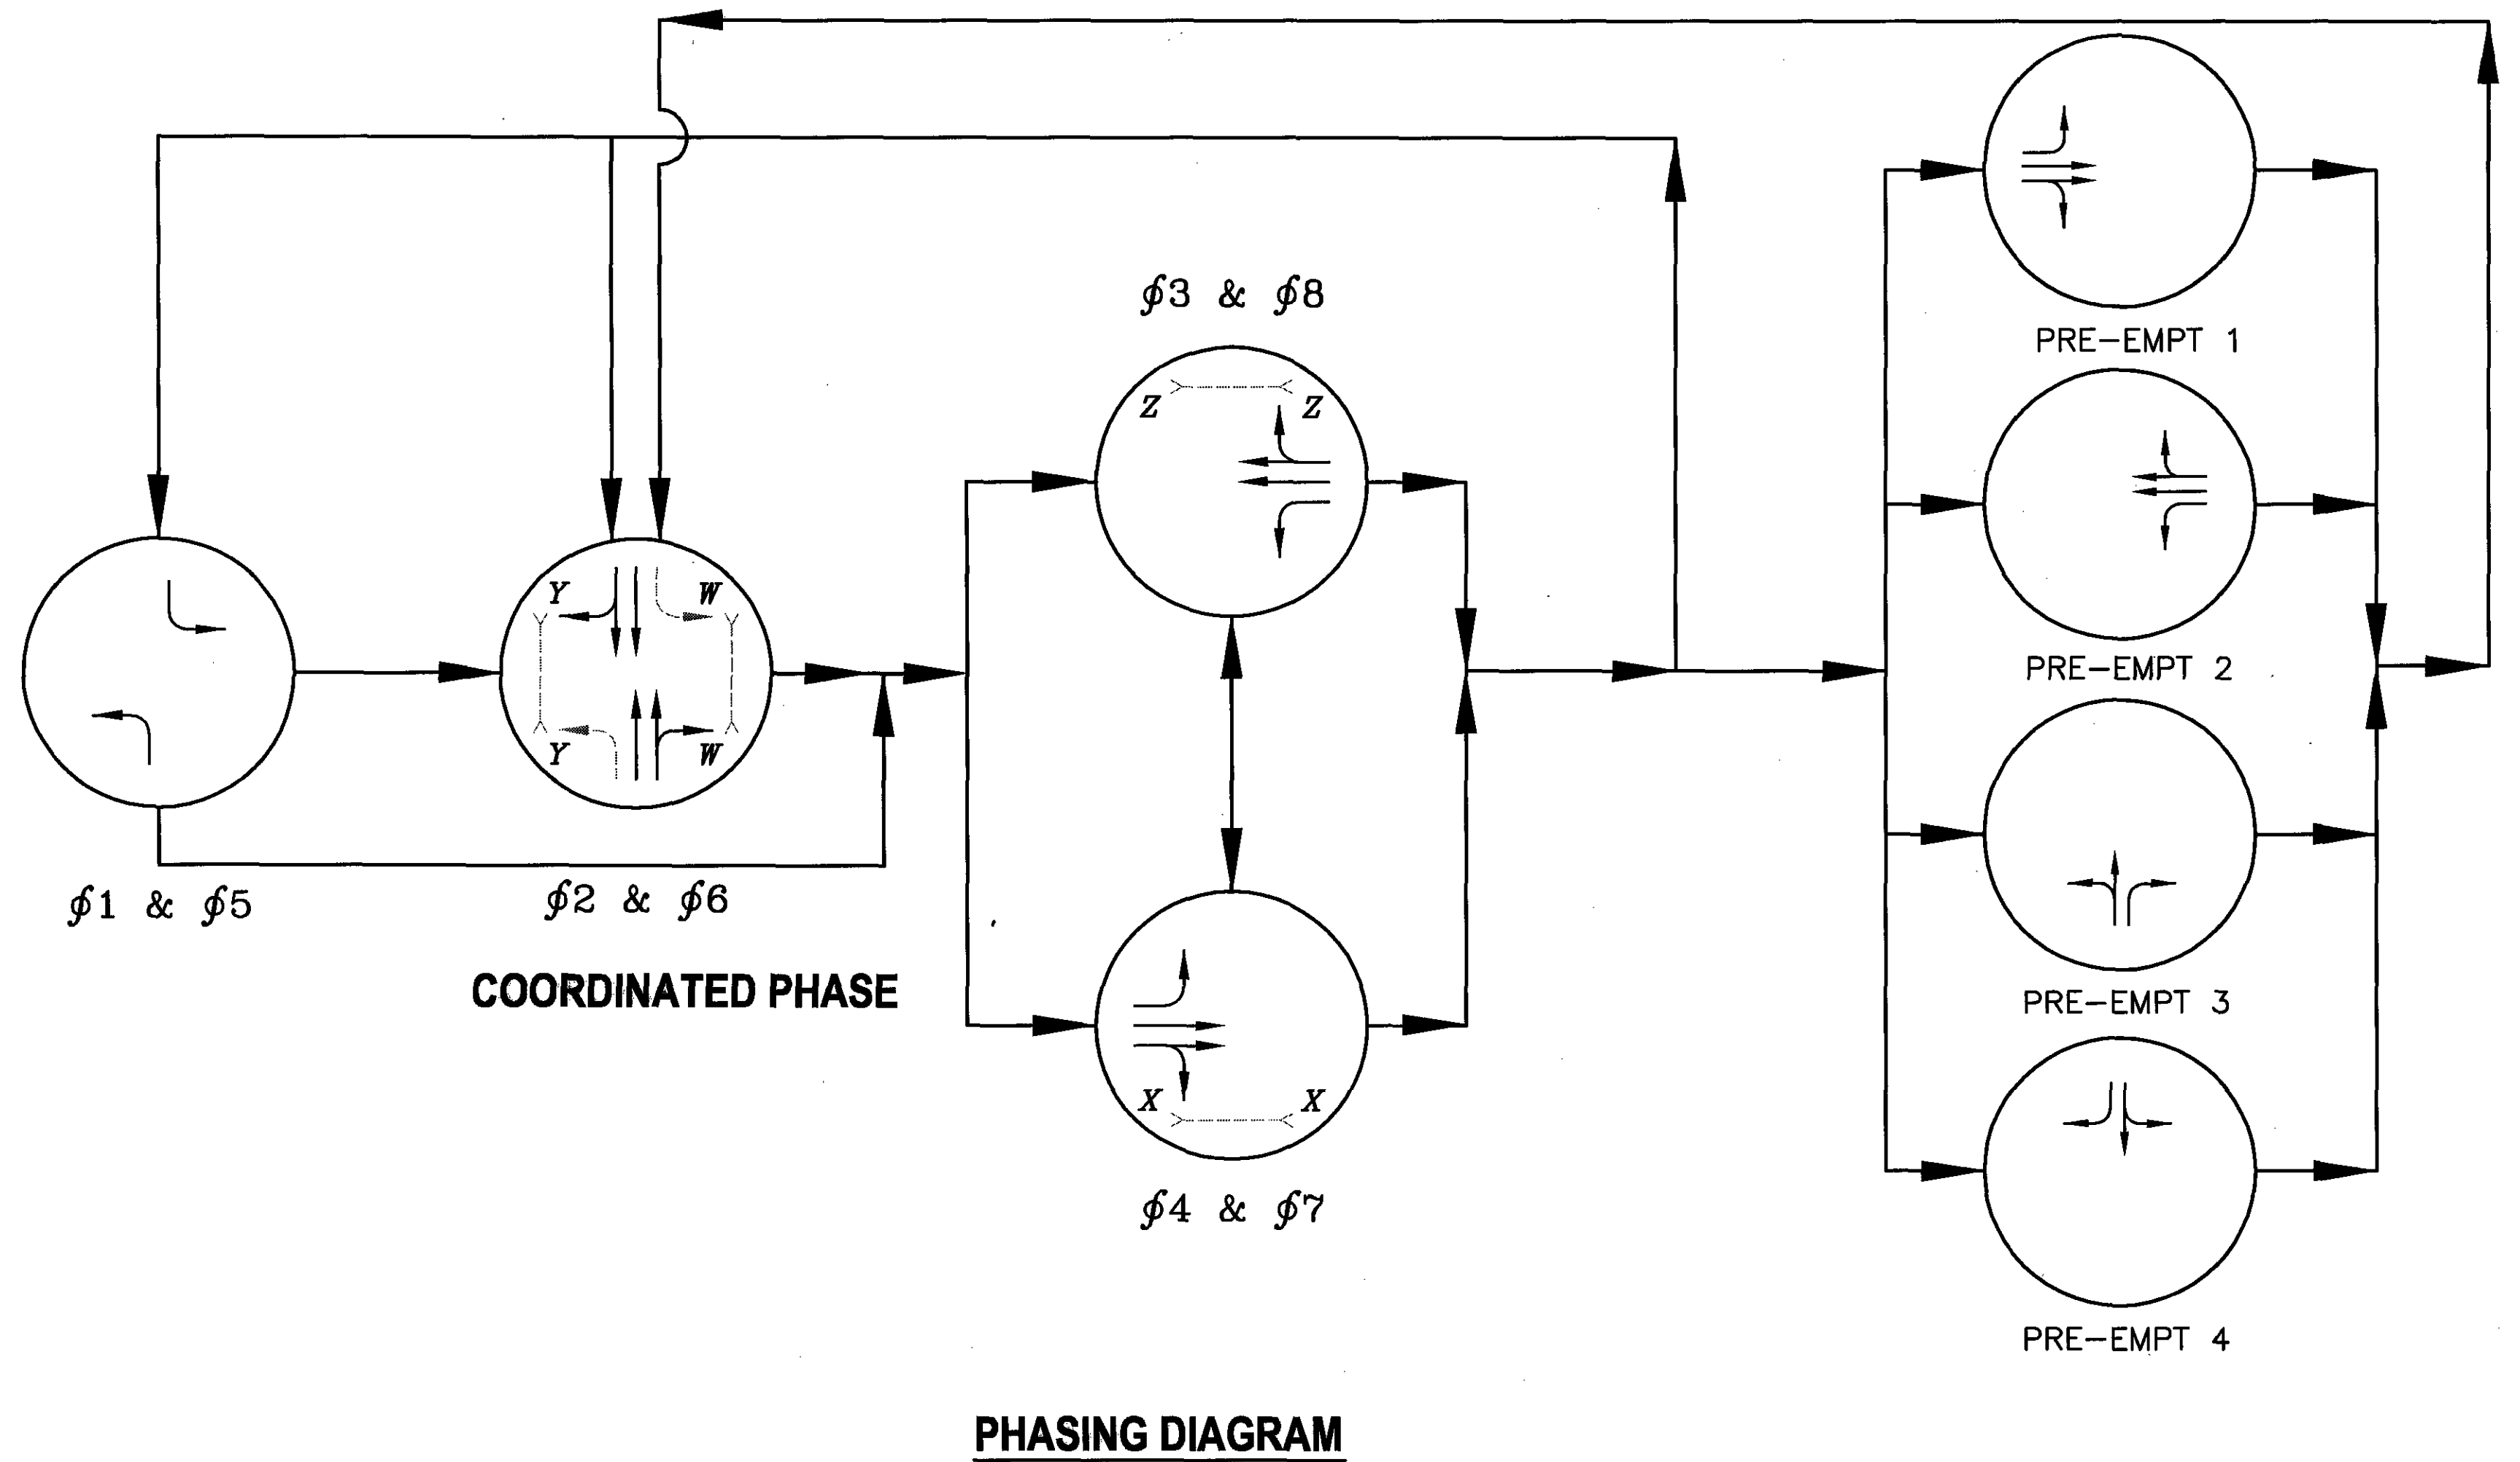 PRE-EMPT 1
∮3 & ∮8
Z Z
PRE-EMPT 2
Y W
Y W
∮1 & ∮5
∮2 & ∮6
COORDINATED PHASE
PRE-EMPT 3
X X
∮4 & ∮7
PRE-EMPT 4
PHASING DIAGRAM